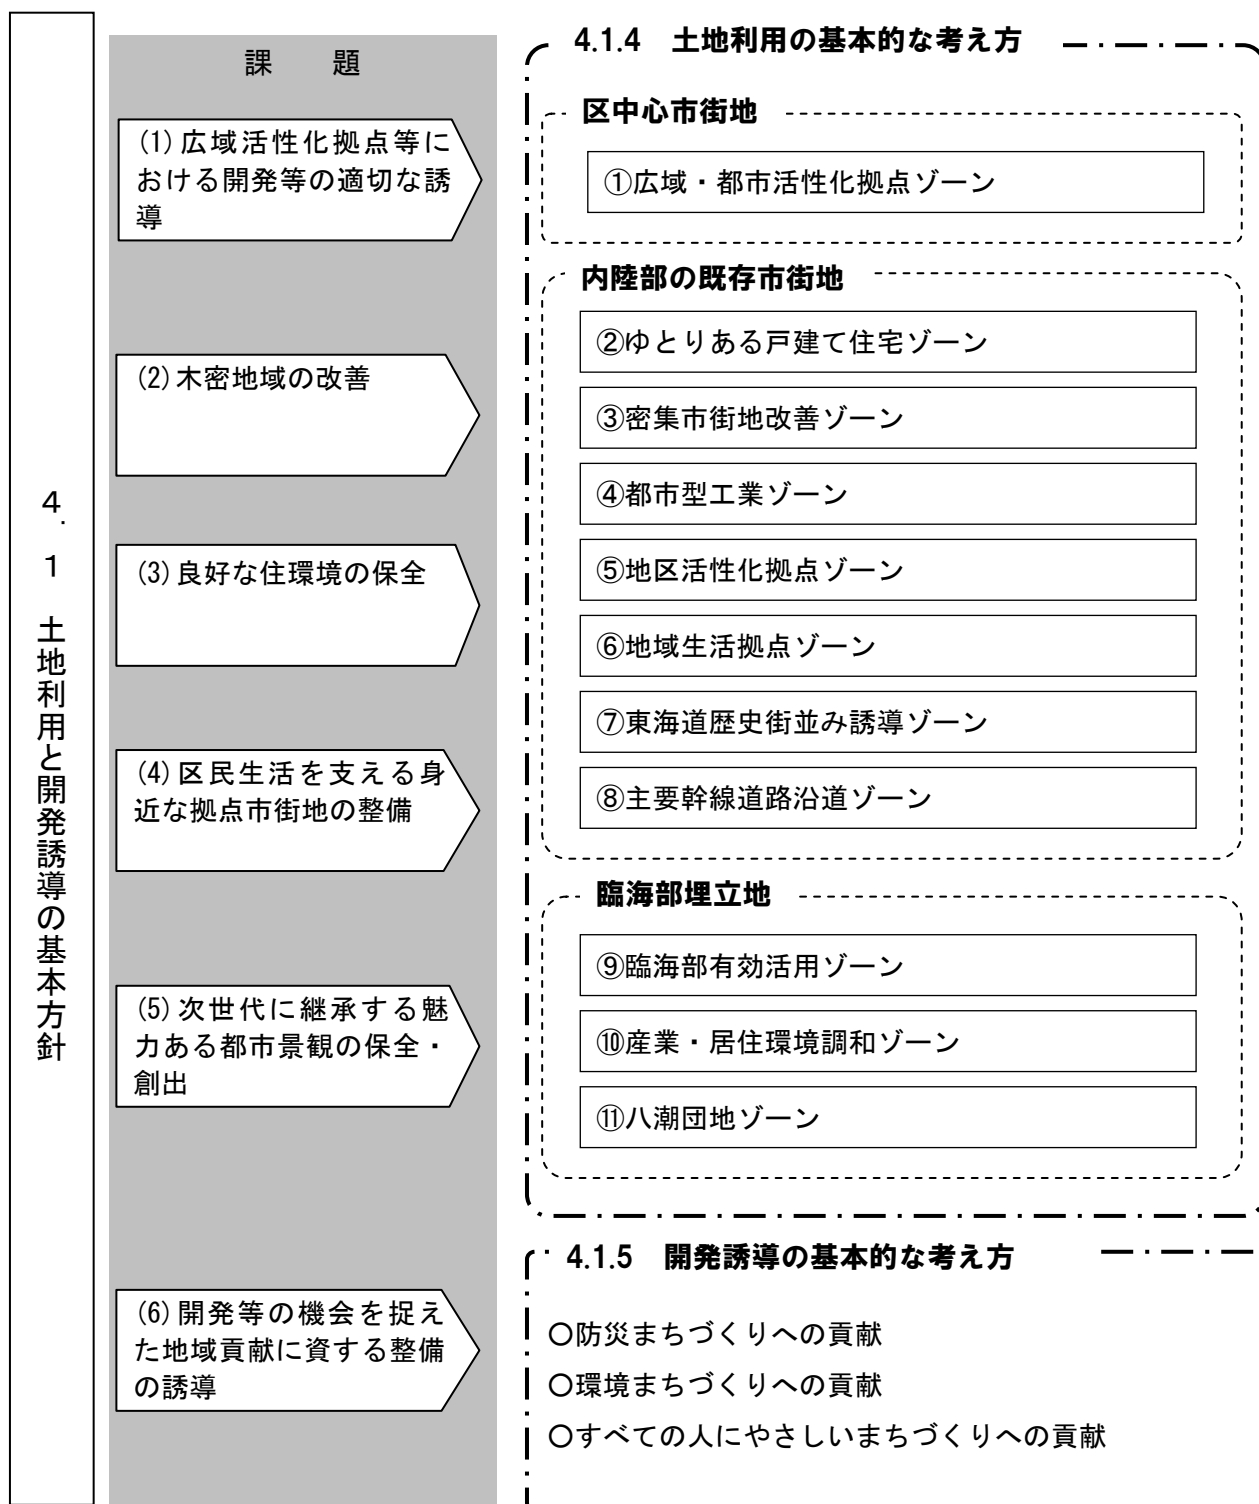 4.1 土地利用と開発誘導の基本方針
課 題
(1)広域活性化拠点等に
おける開発等の適切な誘
導
(2)木密地域の改善
(3)良好な住環境の保全
(4)区民生活を支える身
近な拠点市街地の整備
(5)次世代に継承する魅
力ある都市景観の保全・
創出
(6)開発等の機会を捉え
た地域貢献に資する整備
の誘導
4.1.4 土地利用の基本的な考え方
区中心市街地
①広域・都市活性化拠点ゾーン
内陸部の既存市街地
②ゆとりある戸建て住宅ゾーン
③密集市街地改善ゾーン
④都市型工業ゾーン
⑤地区活性化拠点ゾーン
⑥地域生活拠点ゾーン
⑦東海道歴史街並み誘導ゾーン
⑧主要幹線道路沿道ゾーン
臨海部埋立地
⑨臨海部有効活用ゾーン
⑩産業・居住環境調和ゾーン
⑪八潮団地ゾーン
4.1.5 開発誘導の基本的な考え方
○防災まちづくりへの貢献
○環境まちづくりへの貢献
○すべての人にやさしいまちづくりへの貢献